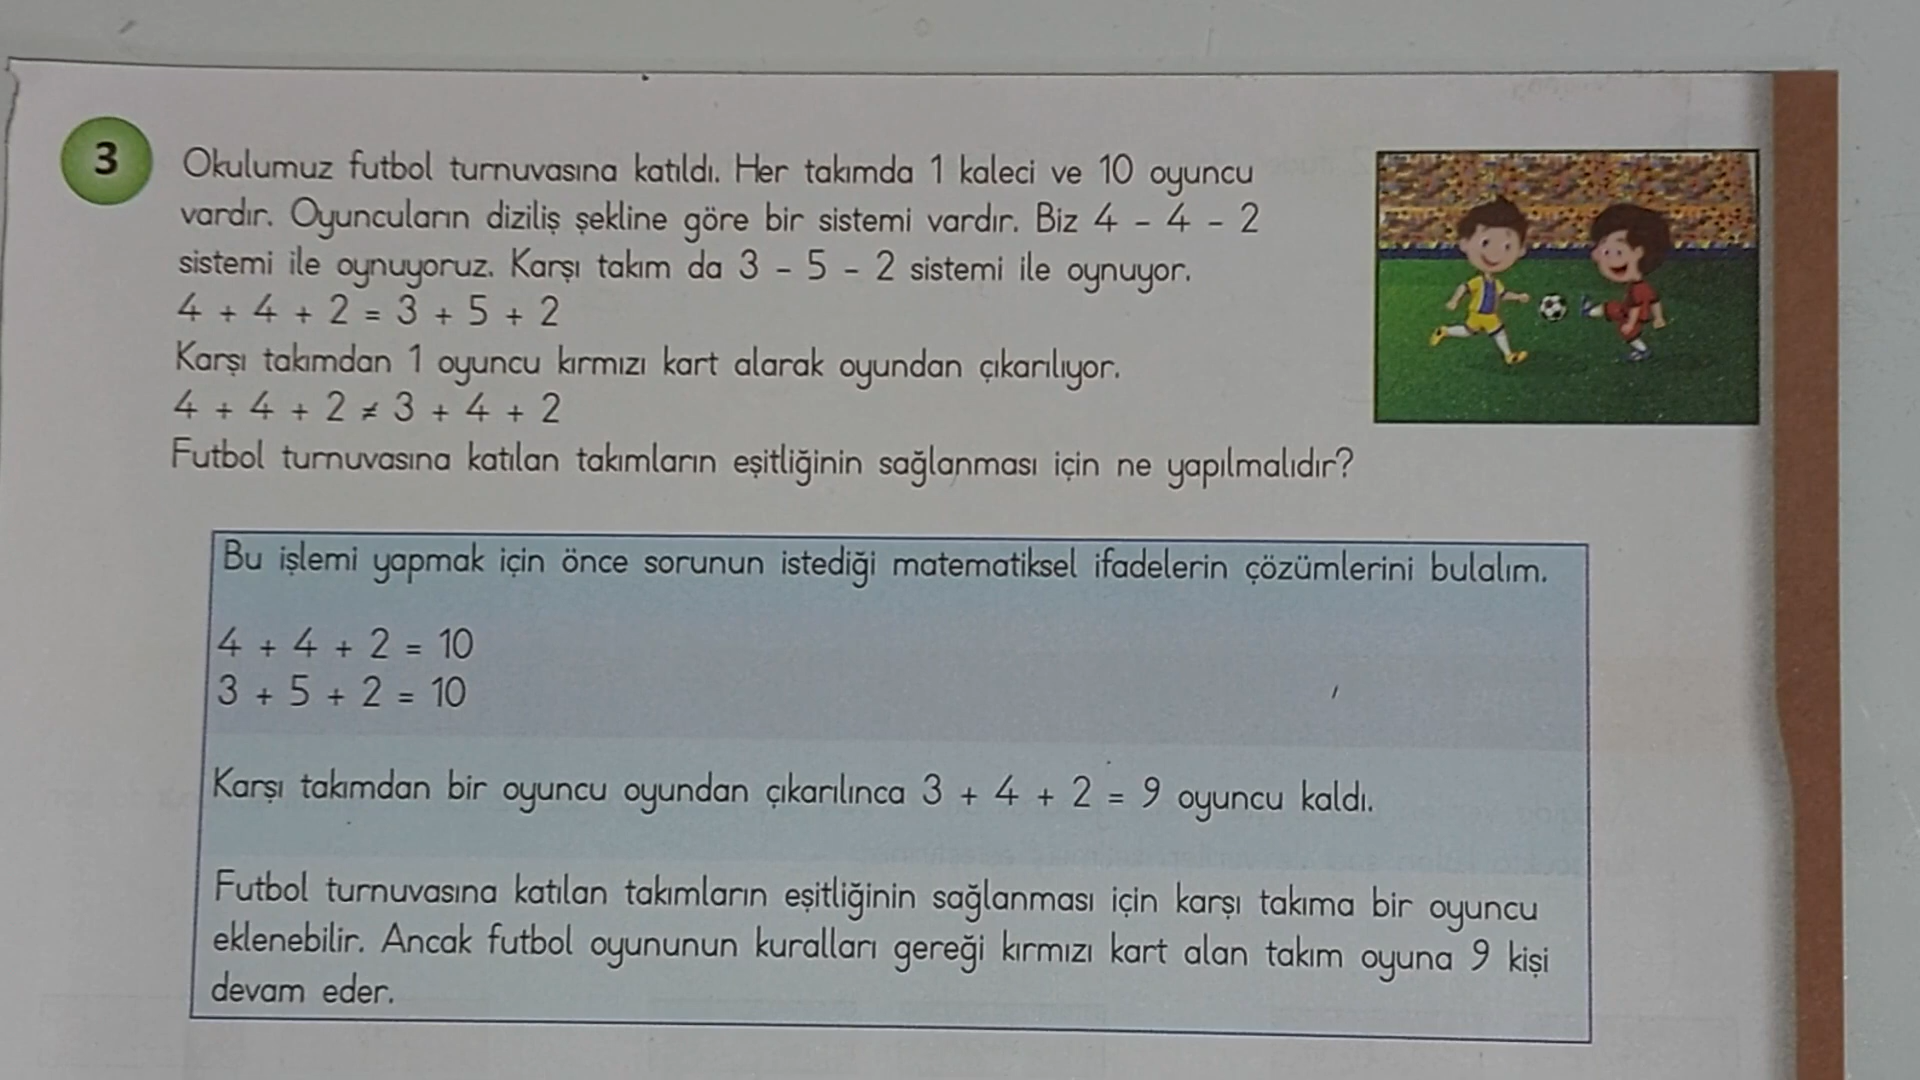 3
Okulumuz futbol turnuvasına katıldı. Her takımda 1 kaleci ve 10 oyuncu
vardır. Oyuncuların diziliş şekline göre bir sistemi vardır. Biz 4 - 4 - 2
sistemi ile oynuyoruz. Karşı takım da 3 - 5 - 2 sistemi ile oynuyor.
4 + 4 + 2 = 3 + 5 + 2
Karşı takımdan 1 oyuncu kırmızı kart alarak oyundan çıkarılıyor.
4 + 4 + 2 ≠ 3 + 4 + 2
Futbol turnuvasına katılan takımların eşitliğinin sağlanması için ne yapılmalıdır?
Bu işlemi yapmak için önce sorunun istediği matematiksel ifadelerin çözümlerini bulalım.
4 + 4 + 2 = 10
3 + 5 + 2 = 10
Karşı takımdan bir oyuncu oyundan çıkarılınca 3 + 4 + 2 = 9 oyuncu kaldı.
Futbol turnuvasına katılan takımların eşitliğinin sağlanması için karşı takıma bir oyuncu
eklenebilir. Ancak futbol oyununun kuralları gereği kırmızı kart alan takım oyuna 9 kişi
devam eder.